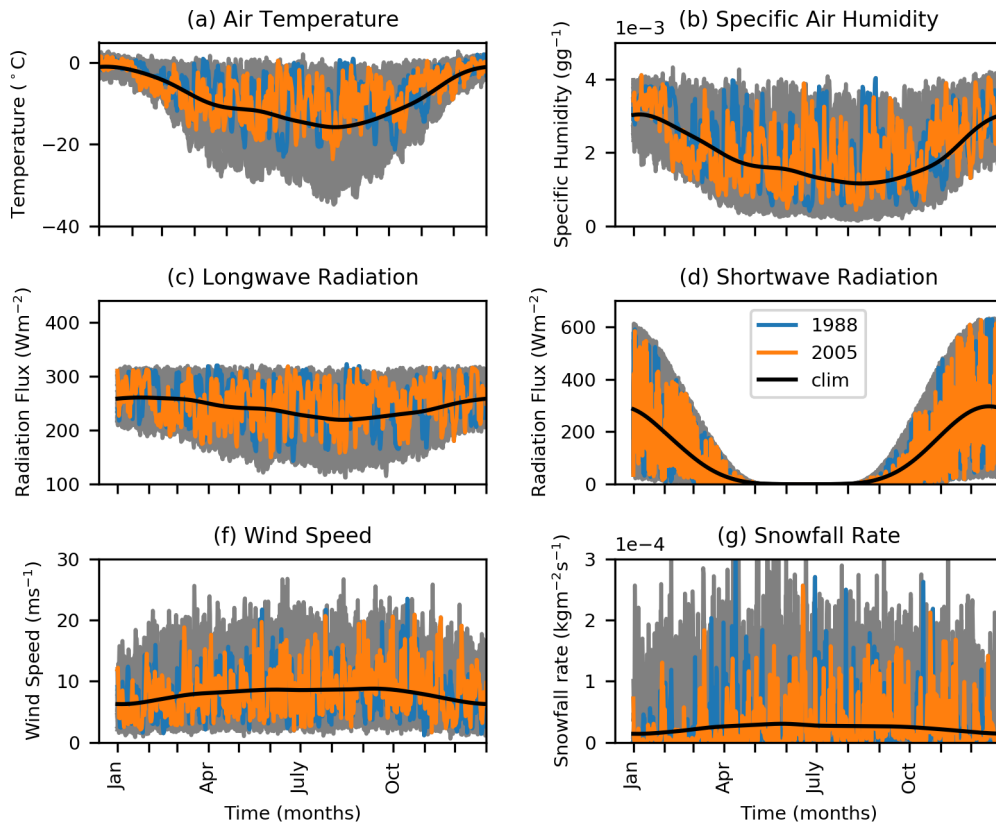 (a) Air Temperature
(b) Specific Air Humidity
1e−3
Temperature (°C)
0
−20
−40
Specific Humidity (gg⁻¹)
4
2
0
(c) Longwave Radiation
(d) Shortwave Radiation
Radiation Flux (Wm⁻²)
400
300
200
100
Radiation Flux (Wm⁻²)
600
400
200
0
1988
2005
clim
(f) Wind Speed
(g) Snowfall Rate
1e−4
Wind Speed (ms⁻¹)
30
20
10
0
Snowfall rate (kgm⁻²s⁻¹)
3
2
1
0
Jan
Apr
July
Oct
Time (months)
Jan
Apr
July
Oct
Time (months)